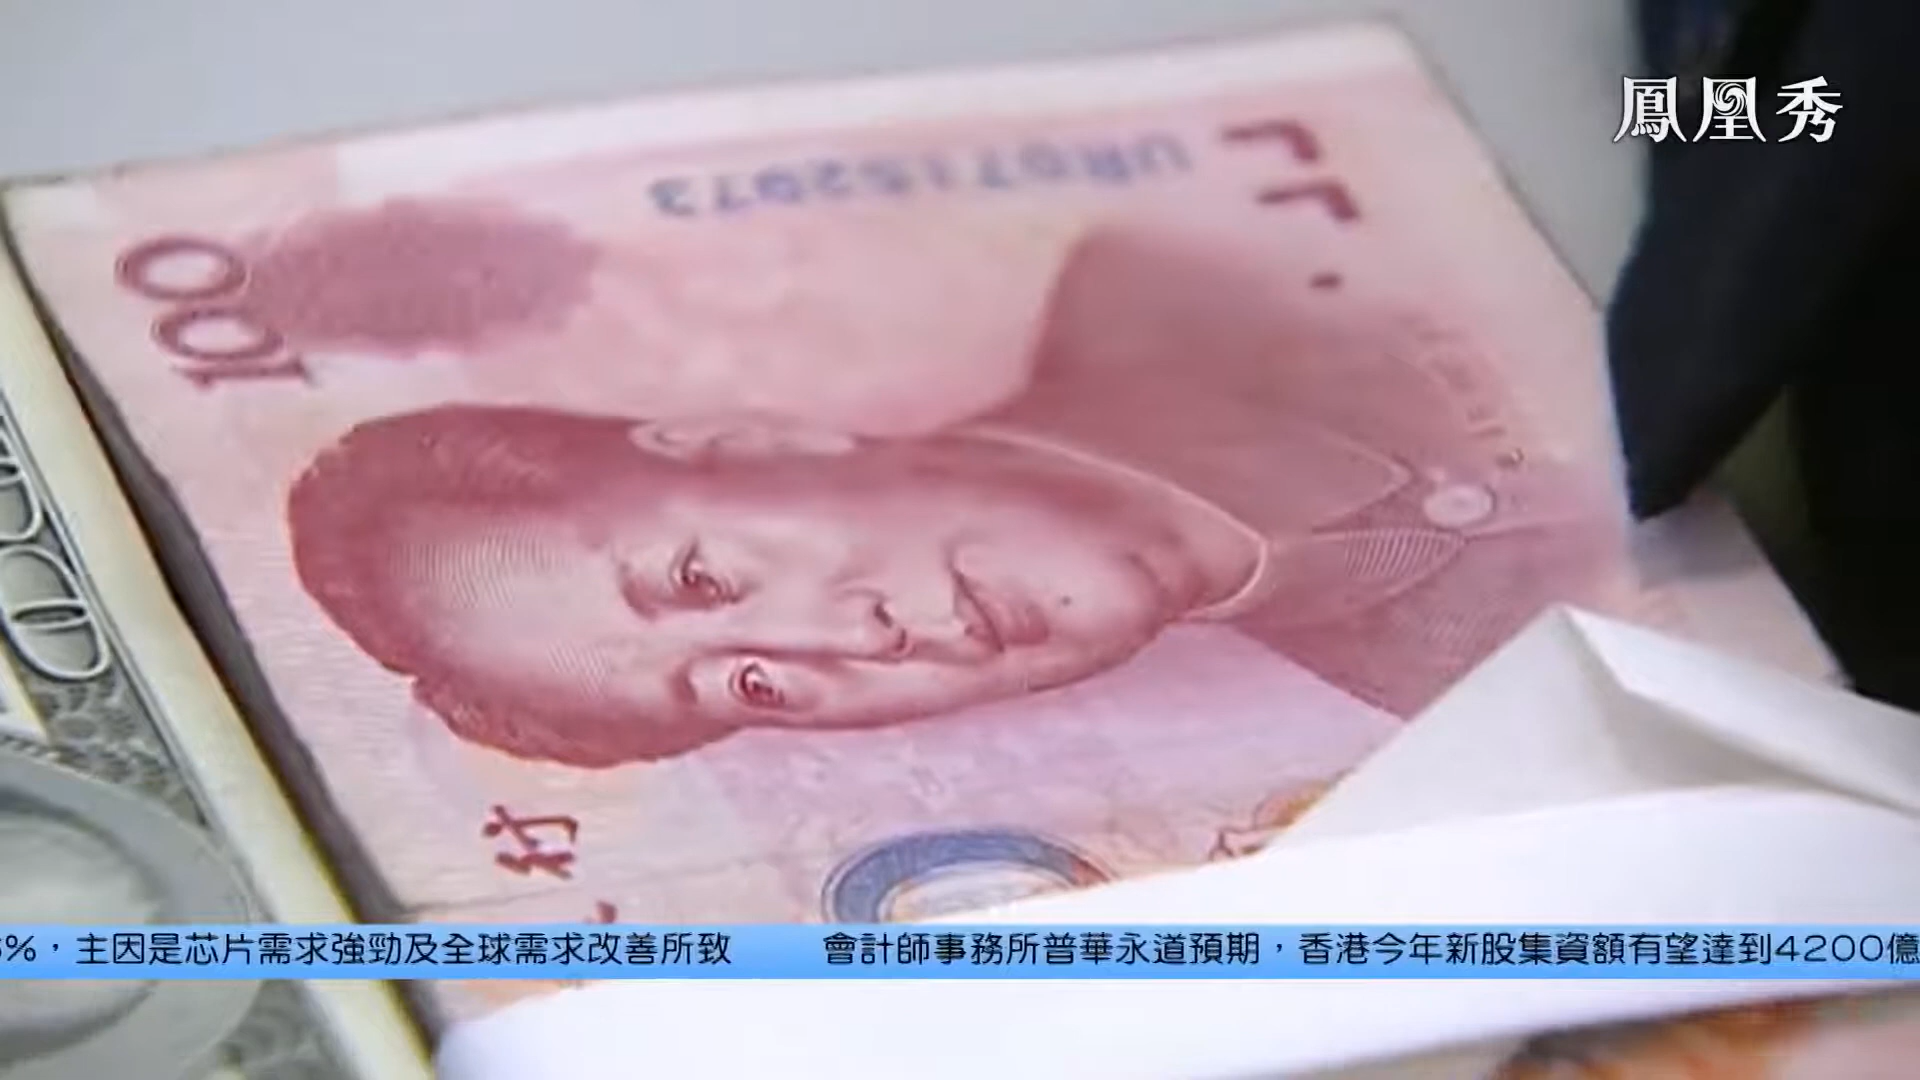 鳳凰秀
100
%，主因是芯片需求強勁及全球需求改善所致 會計師事務所普華永道預期，香港今年新股集資額有望達到4200億